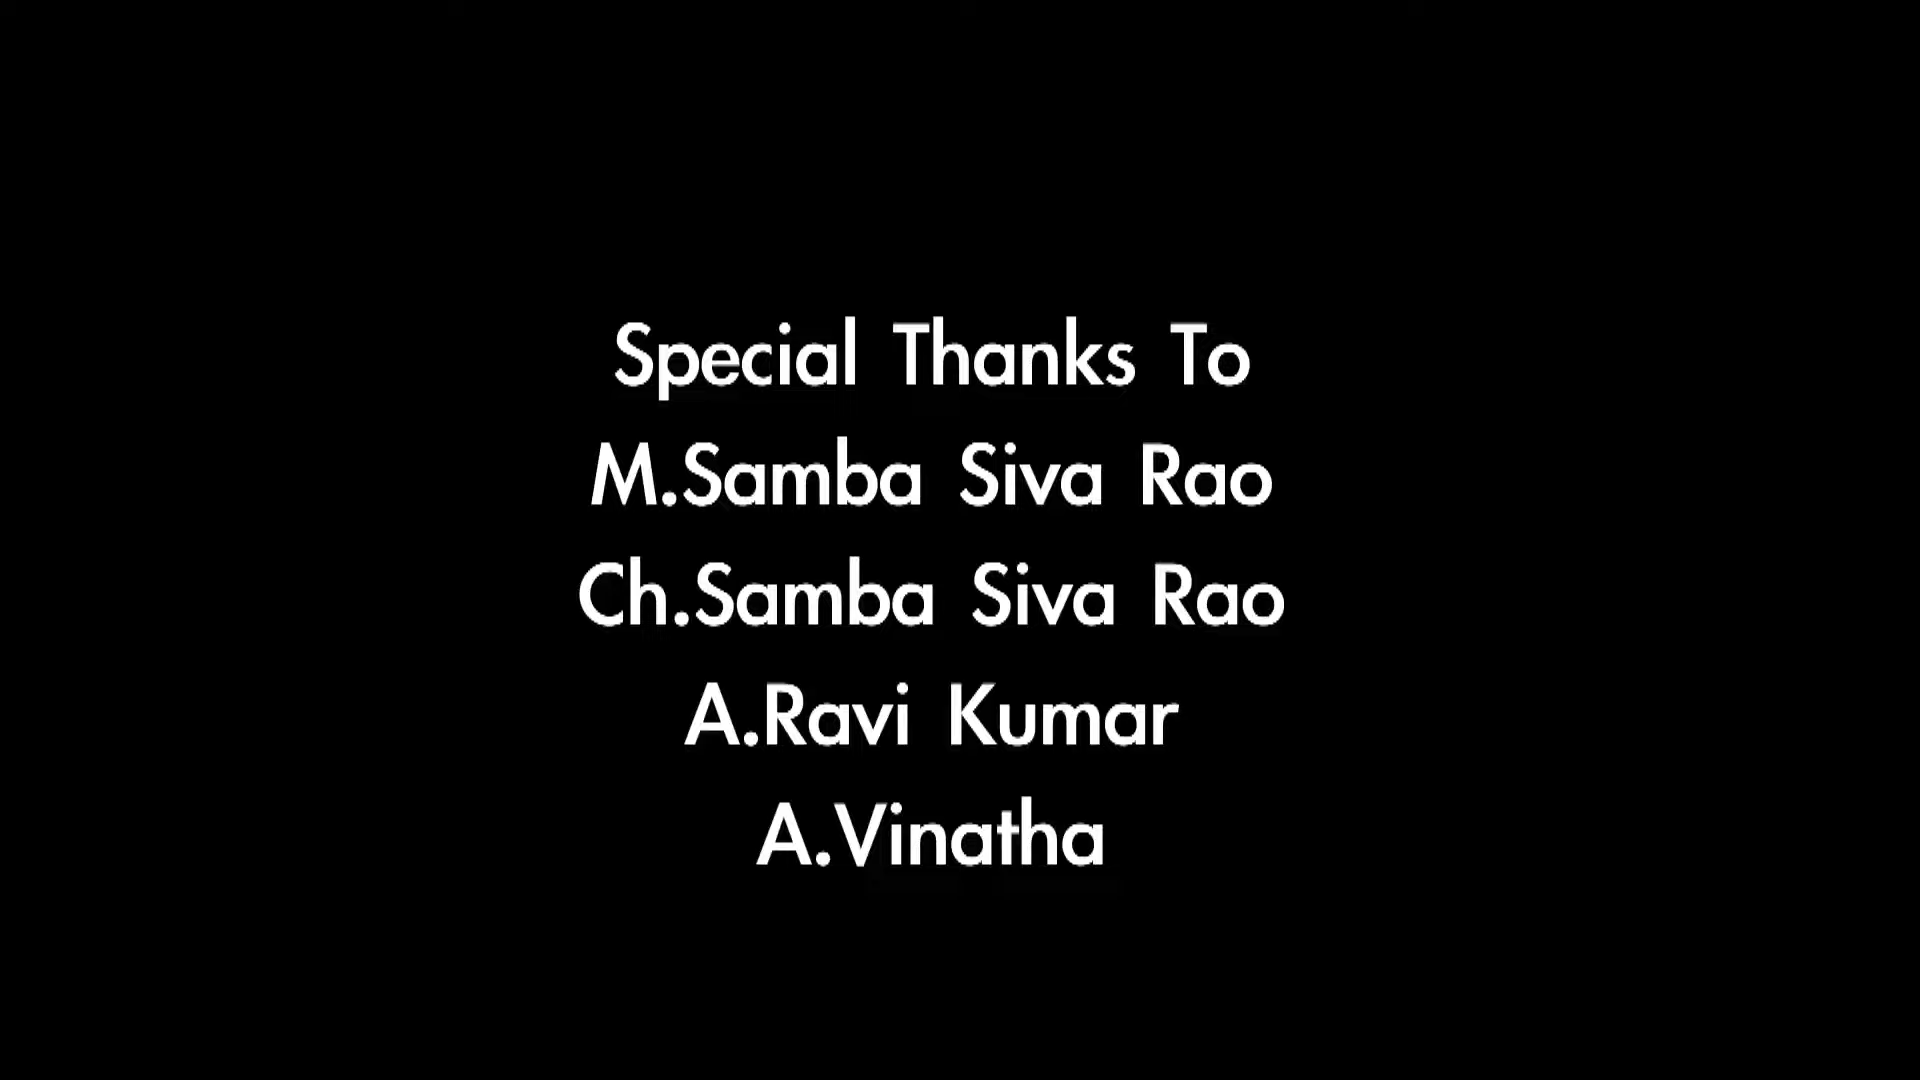 Special Thanks To
M.Samba Siva Rao
Ch.Samba Siva Rao
A.Ravi Kumar
A.Vinatha